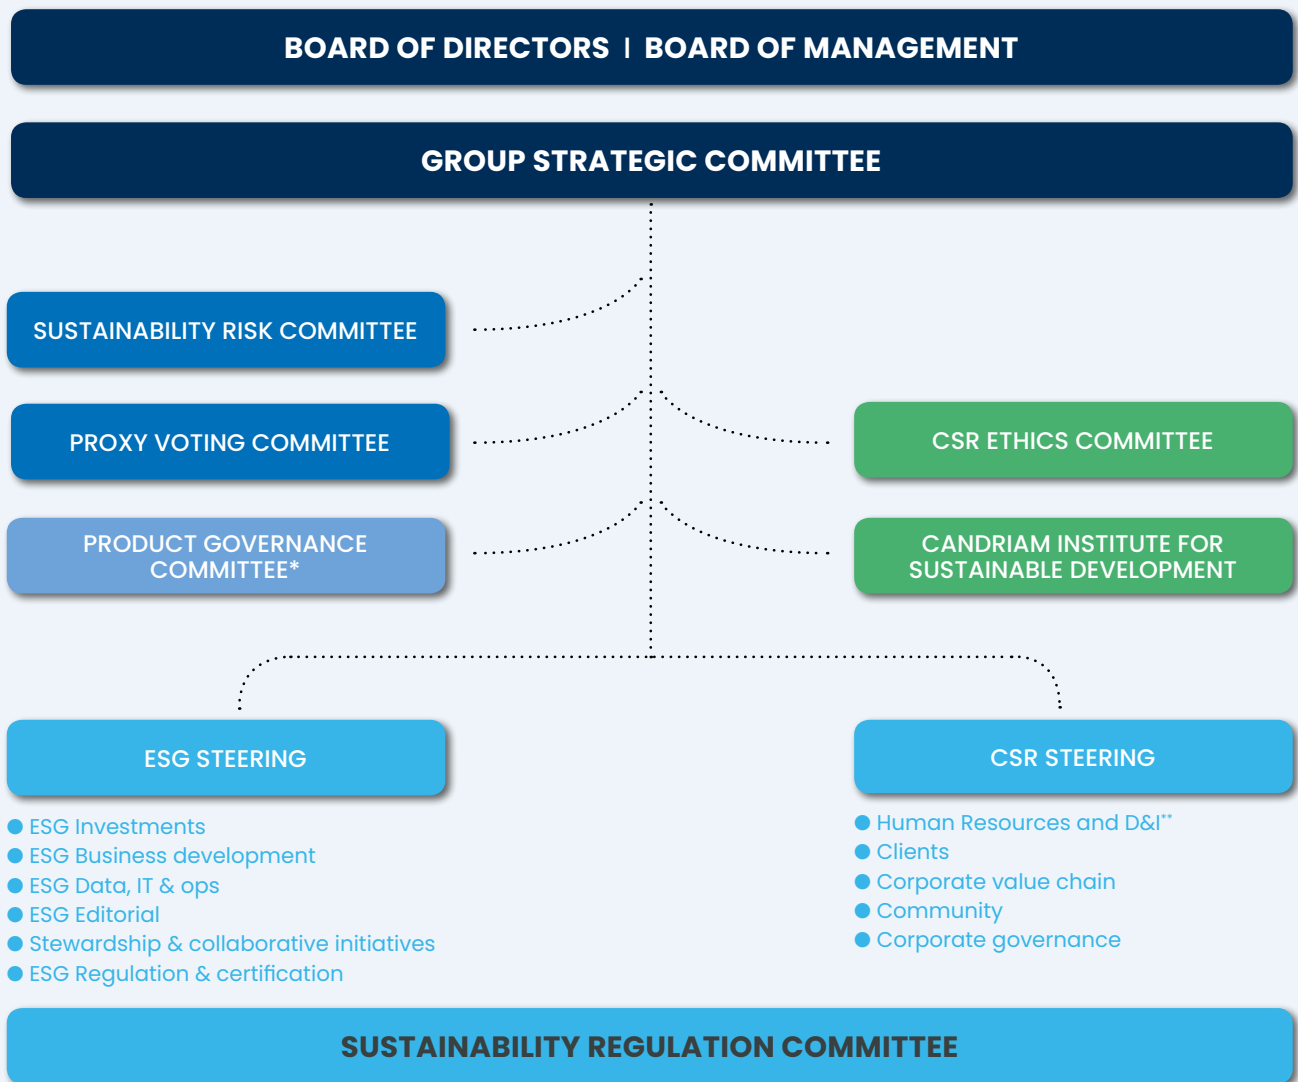 BOARD OF DIRECTORS | BOARD OF MANAGEMENT
GROUP STRATEGIC COMMITTEE
SUSTAINABILITY RISK COMMITTEE
PROXY VOTING COMMITTEE
CSR ETHICS COMMITTEE
PRODUCT GOVERNANCE
COMMITTEE*
CANDRIAM INSTITUTE FOR
SUSTAINABLE DEVELOPMENT
ESG STEERING
● ESG Investments
● ESG Business development
● ESG Data, IT & ops
● ESG Editorial
● Stewardship & collaborative initiatives
● ESG Regulation & certification
CSR STEERING
● Human Resources and D&I**
● Clients
● Corporate value chain
● Community
● Corporate governance
SUSTAINABILITY REGULATION COMMITTEE